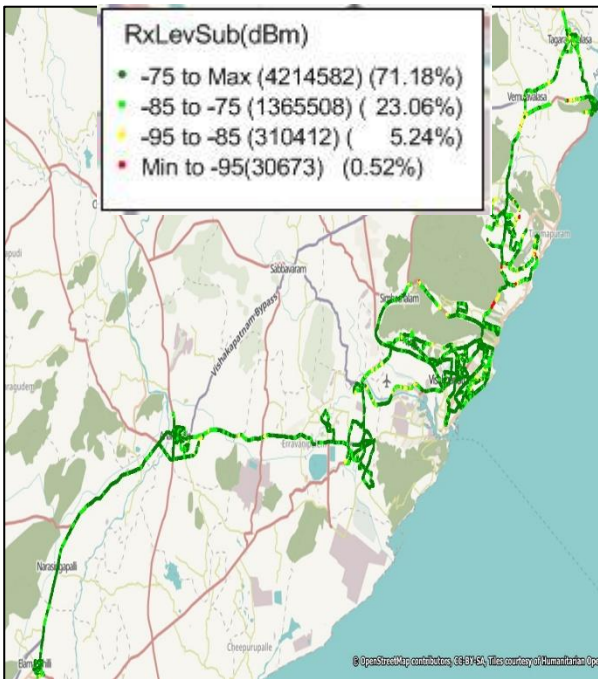 RxLevSub(dBm)
-75 to Max (4214582) (71.18%)
-85 to -75 (1365508) ( 23.06%)
-95 to -85 (310412) ( 5.24%)
Min to -95(30673) (0.52%)
Sabbavaram
Vishakapatnam-Bypass
Narasingapalli
Cheepurupalle
© OpenStreetMap contributors, CC-BY-SA, Tiles courtesy of Humanitarian Ope